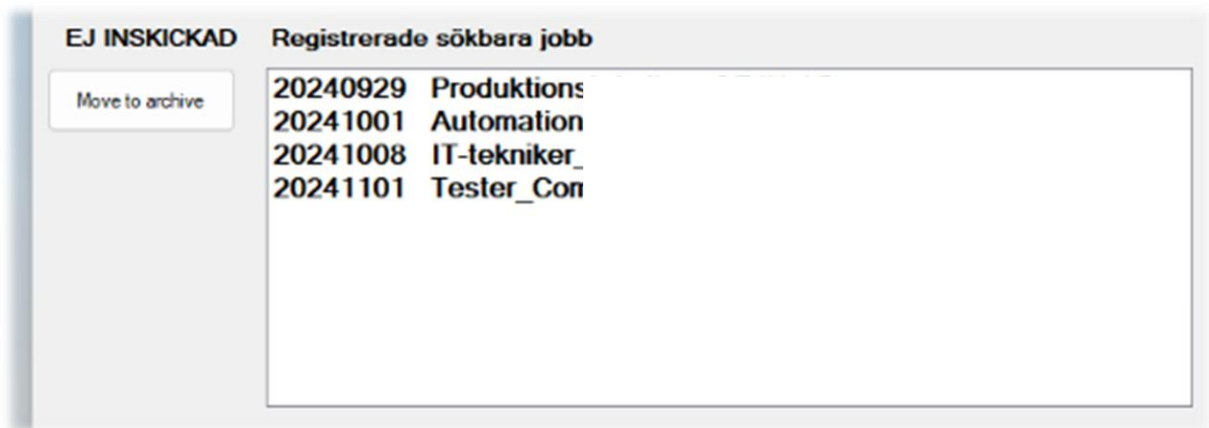 EJ INSKICKAD Registrerade sökbara jobb
Move to archive
20240929 Produktions
20241001 Automation
20241008 IT-tekniker_
20241101 Tester_Com